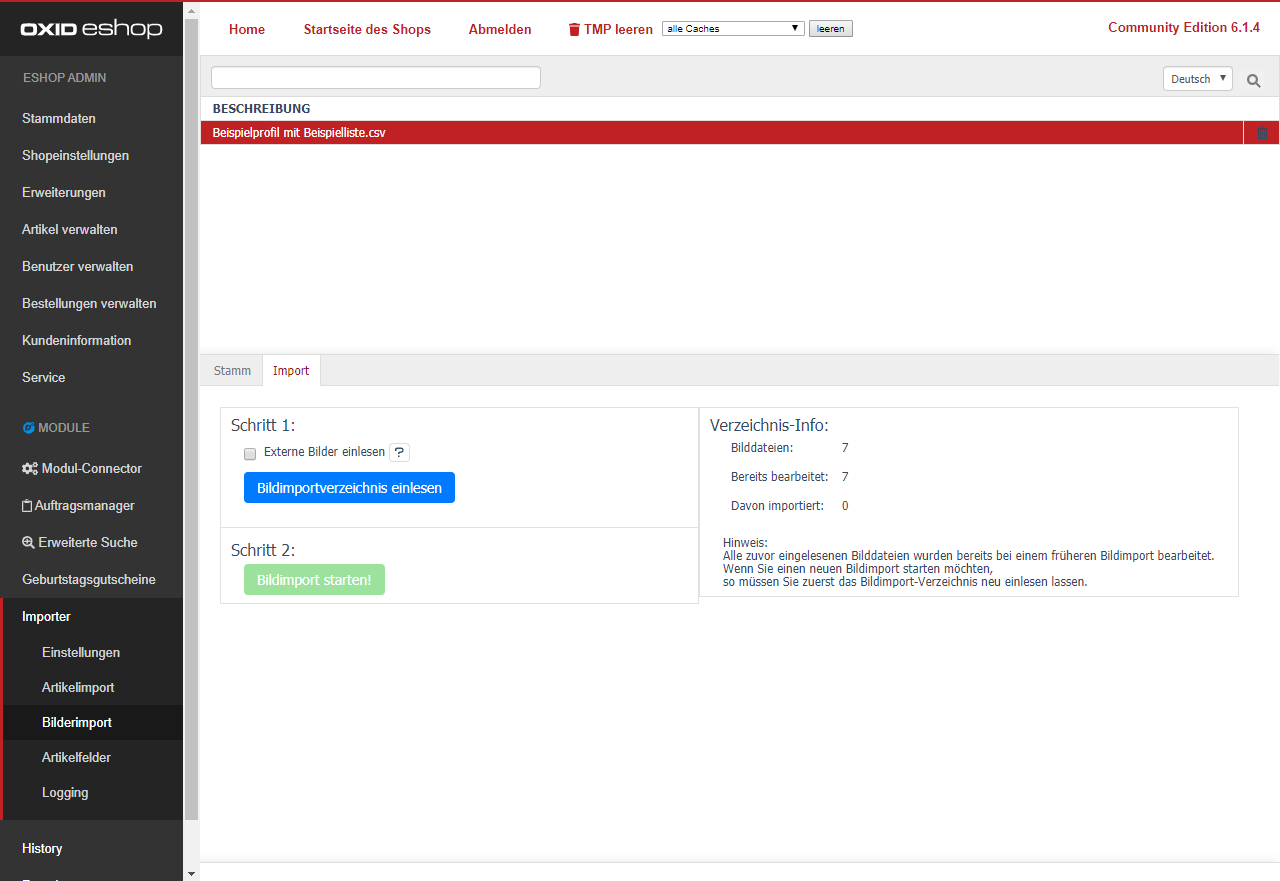 OXID eshop
Home
Startseite des Shops
Abmelden
TMP leeren
alle Caches
leeren
Community Edition 6.1.4
ESHOP ADMIN
Stammdaten
Shopeinstellungen
Erweiterungen
Artikel verwalten
Benutzer verwalten
Bestellungen verwalten
Kundeninformation
Service
MODULE
Modul-Connector
Auftragsmanager
Erweiterte Suche
Geburtstagsgutscheine
Importer
Einstellungen
Artikelimport
Bilderimport
Artikelfelder
Logging
History
Deutsch
BESCHREIBUNG
Beispielprofil mit Beispielliste.csv
Stamm
Import
Schritt 1:
Externe Bilder einlesen ?
Bildimportverzeichnis einlesen
Schritt 2:
Bildimport starten!
Verzeichnis-Info:
Bilddateien: 7
Bereits bearbeitet: 7
Davon importiert: 0
Hinweis:
Alle zuvor eingelesenen Bilddateien wurden bereits bei einem früheren Bildimport bearbeitet.
Wenn Sie einen neuen Bildimport starten möchten,
so müssen Sie zuerst das Bildimport-Verzeichnis neu einlesen lassen.